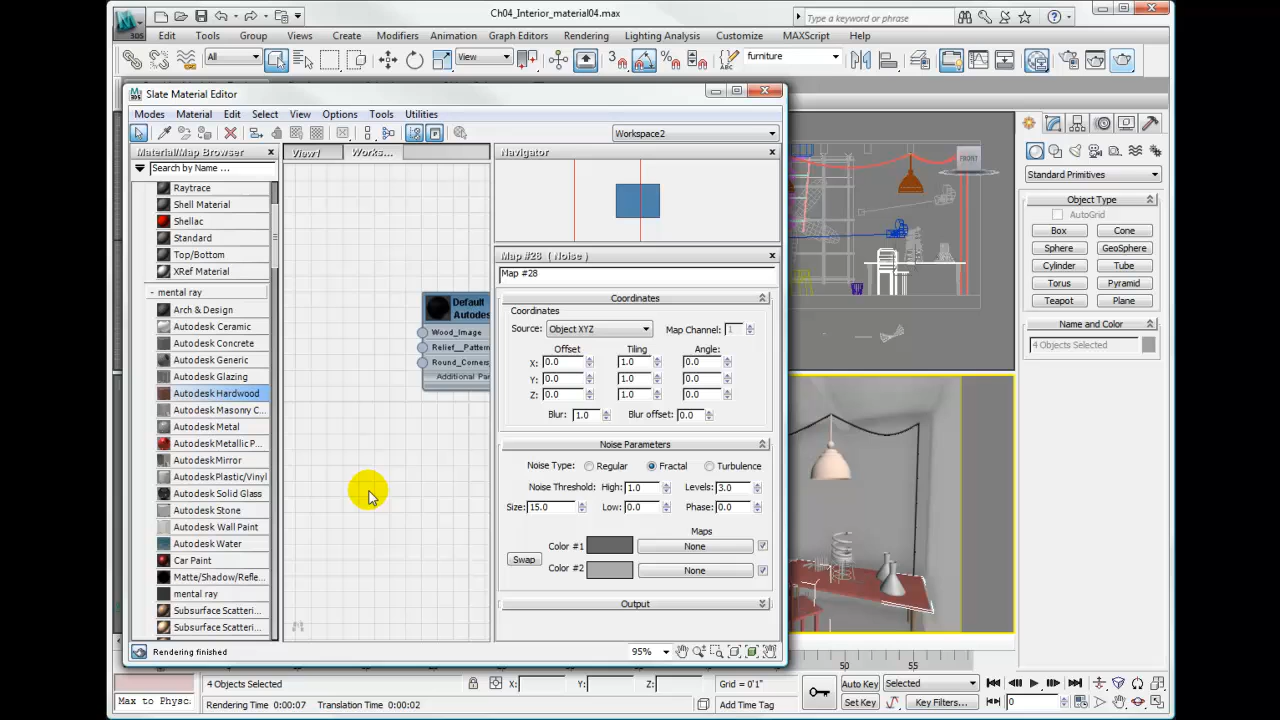 Ch04_Interior_material04.max
Type a keyword or phrase
3DS
Edit Tools Group Views Create Modifiers Animation Graph Editors Rendering Lighting Analysis Customize MAXScript Help
All
View
furniture
Slate Material Editor
Modes Material Edit Select View Options Tools Utilities
Workspace2
Material/Map Browser
Search by Name ...
Raytrace
Shell Material
Shellac
Standard
Top/Bottom
XRef Material
- mental ray
Arch & Design
Autodesk Ceramic
Autodesk Concrete
Autodesk Generic
Autodesk Glazing
Autodesk Hardwood
Autodesk Masonry C...
Autodesk Metal
Autodesk Metallic P...
Autodesk Mirror
Autodesk Plastic/Vinyl
Autodesk Solid Glass
Autodesk Stone
Autodesk Wall Paint
Autodesk Water
Car Paint
Matte/Shadow/Refle...
mental ray
Subsurface Scatteri...
Subsurface Scatteri...
View1 Works...
Default
Autodes
Wood_Image
Relief__Pattern
Round_Corners
Additional Par
Navigator
Map #28 ( Noise )
Map #28
Coordinates
Coordinates
Source: Object XYZ Map Channel: 1
Offset Tiling Angle:
X: 0.0 1.0 0.0
Y: 0.0 1.0 0.0
Z: 0.0 1.0 0.0
Blur: 1.0 Blur offset: 0.0
Noise Parameters
Noise Type: Regular Fractal Turbulence
Noise Threshold: High: 1.0 Levels: 3.0
Size: 15.0 Low: 0.0 Phase: 0.0
Maps
Color #1 None
Swap
Color #2 None
Output
Rendering finished
95%
FRONT
Standard Primitives
Object Type
AutoGrid
Box Cone
Sphere GeoSphere
Cylinder Tube
Torus Pyramid
Teapot Plane
Name and Color
4 Objects Selected
50 55
4 Objects Selected X: Y: Z: Grid = 0'1"
Auto Key Selected
Max to Physc. Rendering Time 0:00:07 Translation Time 0:00:02
Add Time Tag
Set Key Key Filters... 0